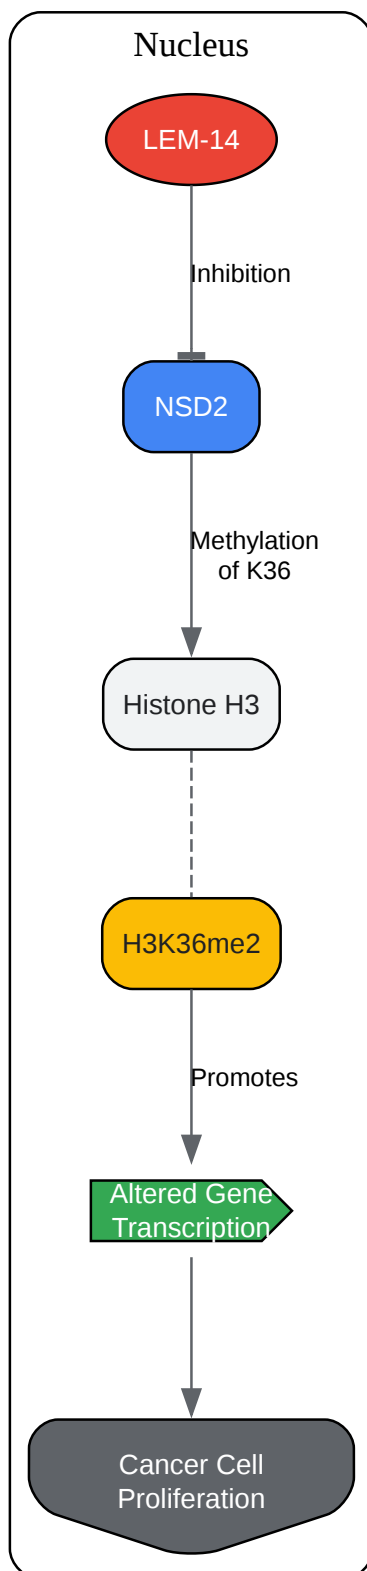 Nucleus
LEM-14
Inhibition
NSD2
Methylation
of K36
Histone H3
H3K36me2
Promotes
Altered Gene
Transcription
Cancer Cell
Proliferation